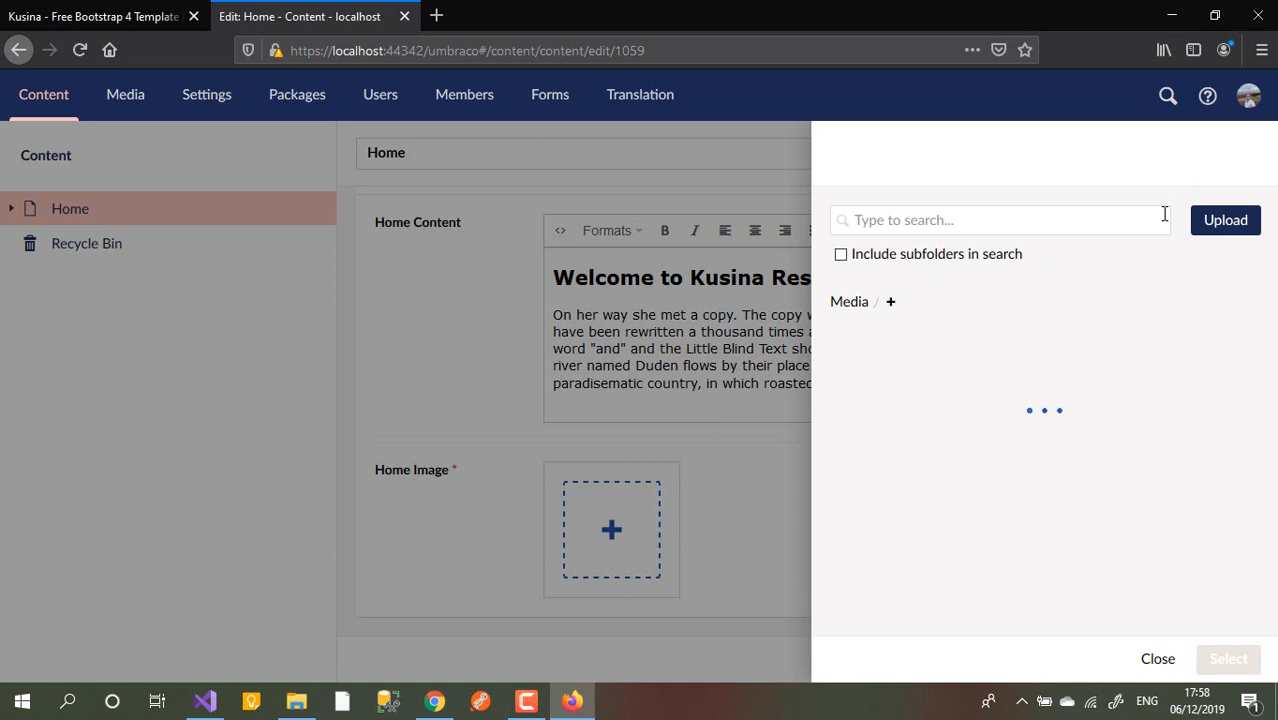 Kusina - Free Bootstrap 4 Template
Edit: Home - Content - localhost
https://localhost:44342/umbraco#/content/content/edit/1059
Content
Media
Settings
Packages
Users
Members
Forms
Translation
Content
Home
Recycle Bin
Home
Home Content
Formats
B
I
Welcome to Kusina Res
On her way she met a copy. The copy w
have been rewritten a thousand times a
word "and" and the Little Blind Text sho
river named Duden flows by their place
paradisematic country, in which roasted
Home Image *
Type to search...
Upload
Include subfolders in search
Media / +
Close
Select
ENG
17:58
06/12/2019
1